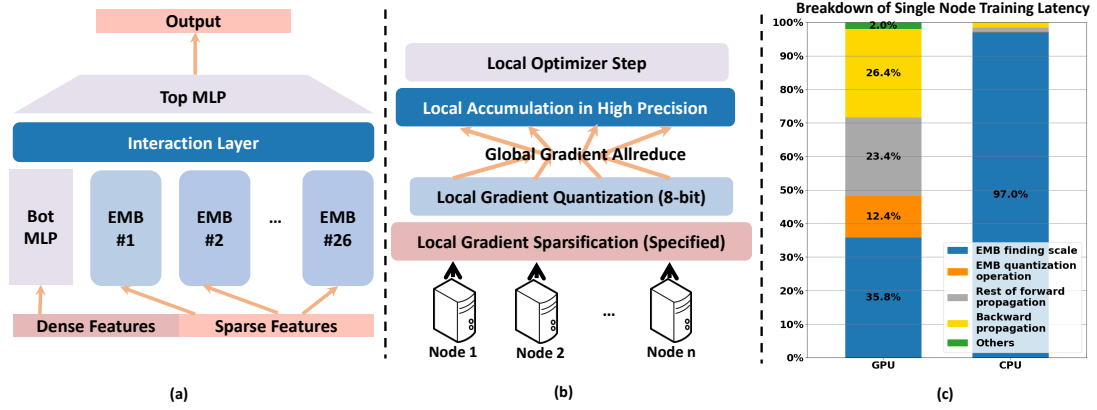 Output
Top MLP
Interaction Layer
Bot
MLP
EMB
#1
EMB
#2
...
EMB
#26
Dense Features
Sparse Features
(a)
Local Optimizer Step
Local Accumulation in High Precision
Global Gradient Allreduce
Local Gradient Quantization (8-bit)
Local Gradient Sparsification (Specified)
...
Node 1
Node 2
Node n
(b)
Breakdown of Single Node Training Latency
100%
90%
80%
70%
60%
50%
40%
30%
20%
10%
0%
2.0%
26.4%
23.4%
12.4%
35.8%
97.0%
EMB finding scale
EMB quantization
operation
Rest of forward
propagation
Backward
propagation
Others
GPU
CPU
(c)